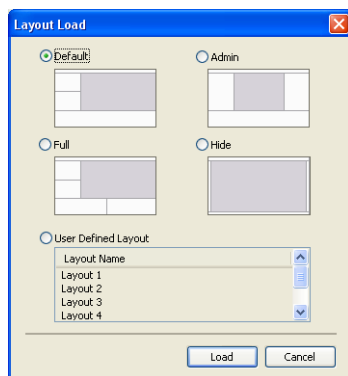 Layout Load
Default
Admin
Full
Hide
User Defined Layout
Layout Name
Layout 1
Layout 2
Layout 3
Layout 4
Load
Cancel